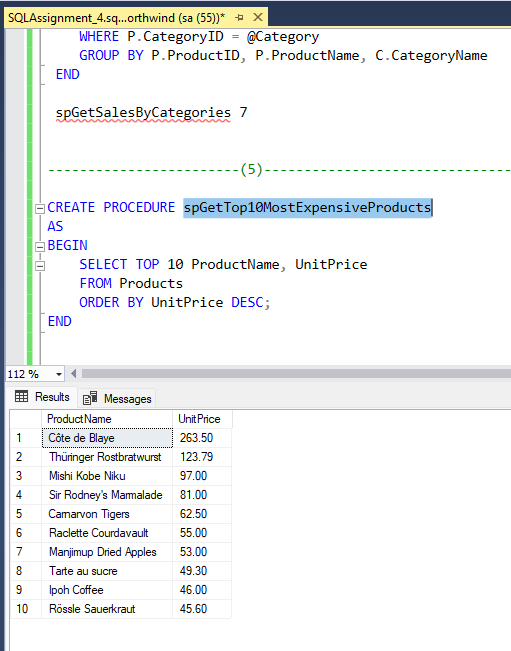 SQLAssignment_4.sq...orthwind (sa (55))*
WHERE P.CategoryID = @Category
GROUP BY P.ProductID, P.ProductName, C.CategoryName
END
spGetSalesByCategories 7
------------------------(5)-------------------------------
CREATE PROCEDURE spGetTop10MostExpensiveProducts
AS
BEGIN
SELECT TOP 10 ProductName, UnitPrice
FROM Products
ORDER BY UnitPrice DESC;
END
112 %
Results Messages
ProductName UnitPrice
1 Côte de Blaye 263.50
2 Thüringer Rostbratwurst 123.79
3 Mishi Kobe Niku 97.00
4 Sir Rodney's Marmalade 81.00
5 Carnarvon Tigers 62.50
6 Raclette Courdavault 55.00
7 Manjimup Dried Apples 53.00
8 Tarte au sucre 49.30
9 Ipoh Coffee 46.00
10 Rössle Sauerkraut 45.60